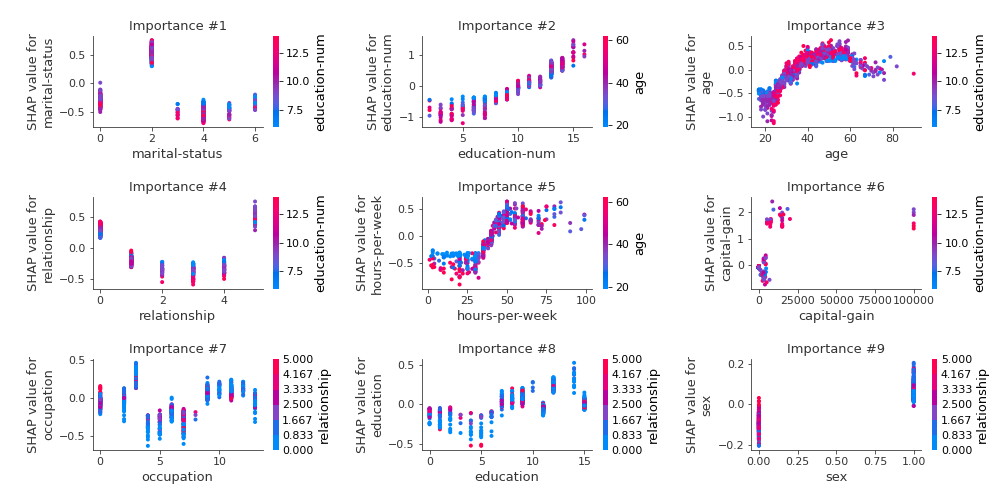 Importance #1
SHAP value for
marital-status
0.5
0.0
−0.5
0
2
4
6
marital-status
12.5
10.0
7.5
education-num
Importance #2
SHAP value for
education-num
1
0
−1
5
10
15
education-num
60
40
20
age
Importance #3
SHAP value for
age
0.5
0.0
−0.5
−1.0
20
40
60
80
age
12.5
10.0
7.5
education-num
Importance #4
SHAP value for
relationship
0.5
0.0
−0.5
0
2
4
relationship
12.5
10.0
7.5
education-num
Importance #5
SHAP value for
hours-per-week
0.5
0.0
−0.5
0
25
50
75
100
hours-per-week
60
40
20
age
Importance #6
SHAP value for
capital-gain
2
1
0
0
25000
50000
75000
100000
capital-gain
12.5
10.0
7.5
education-num
Importance #7
SHAP value for
occupation
0.5
0.0
−0.5
0
5
10
occupation
5.000
4.167
3.333
2.500
1.667
0.833
0.000
relationship
Importance #8
SHAP value for
education
0.5
0.0
−0.5
0
5
10
15
education
5.000
4.167
3.333
2.500
1.667
0.833
0.000
relationship
Importance #9
SHAP value for
sex
0.2
0.0
−0.2
0.00
0.25
0.50
0.75
1.00
sex
5.000
4.167
3.333
2.500
1.667
0.833
0.000
relationship